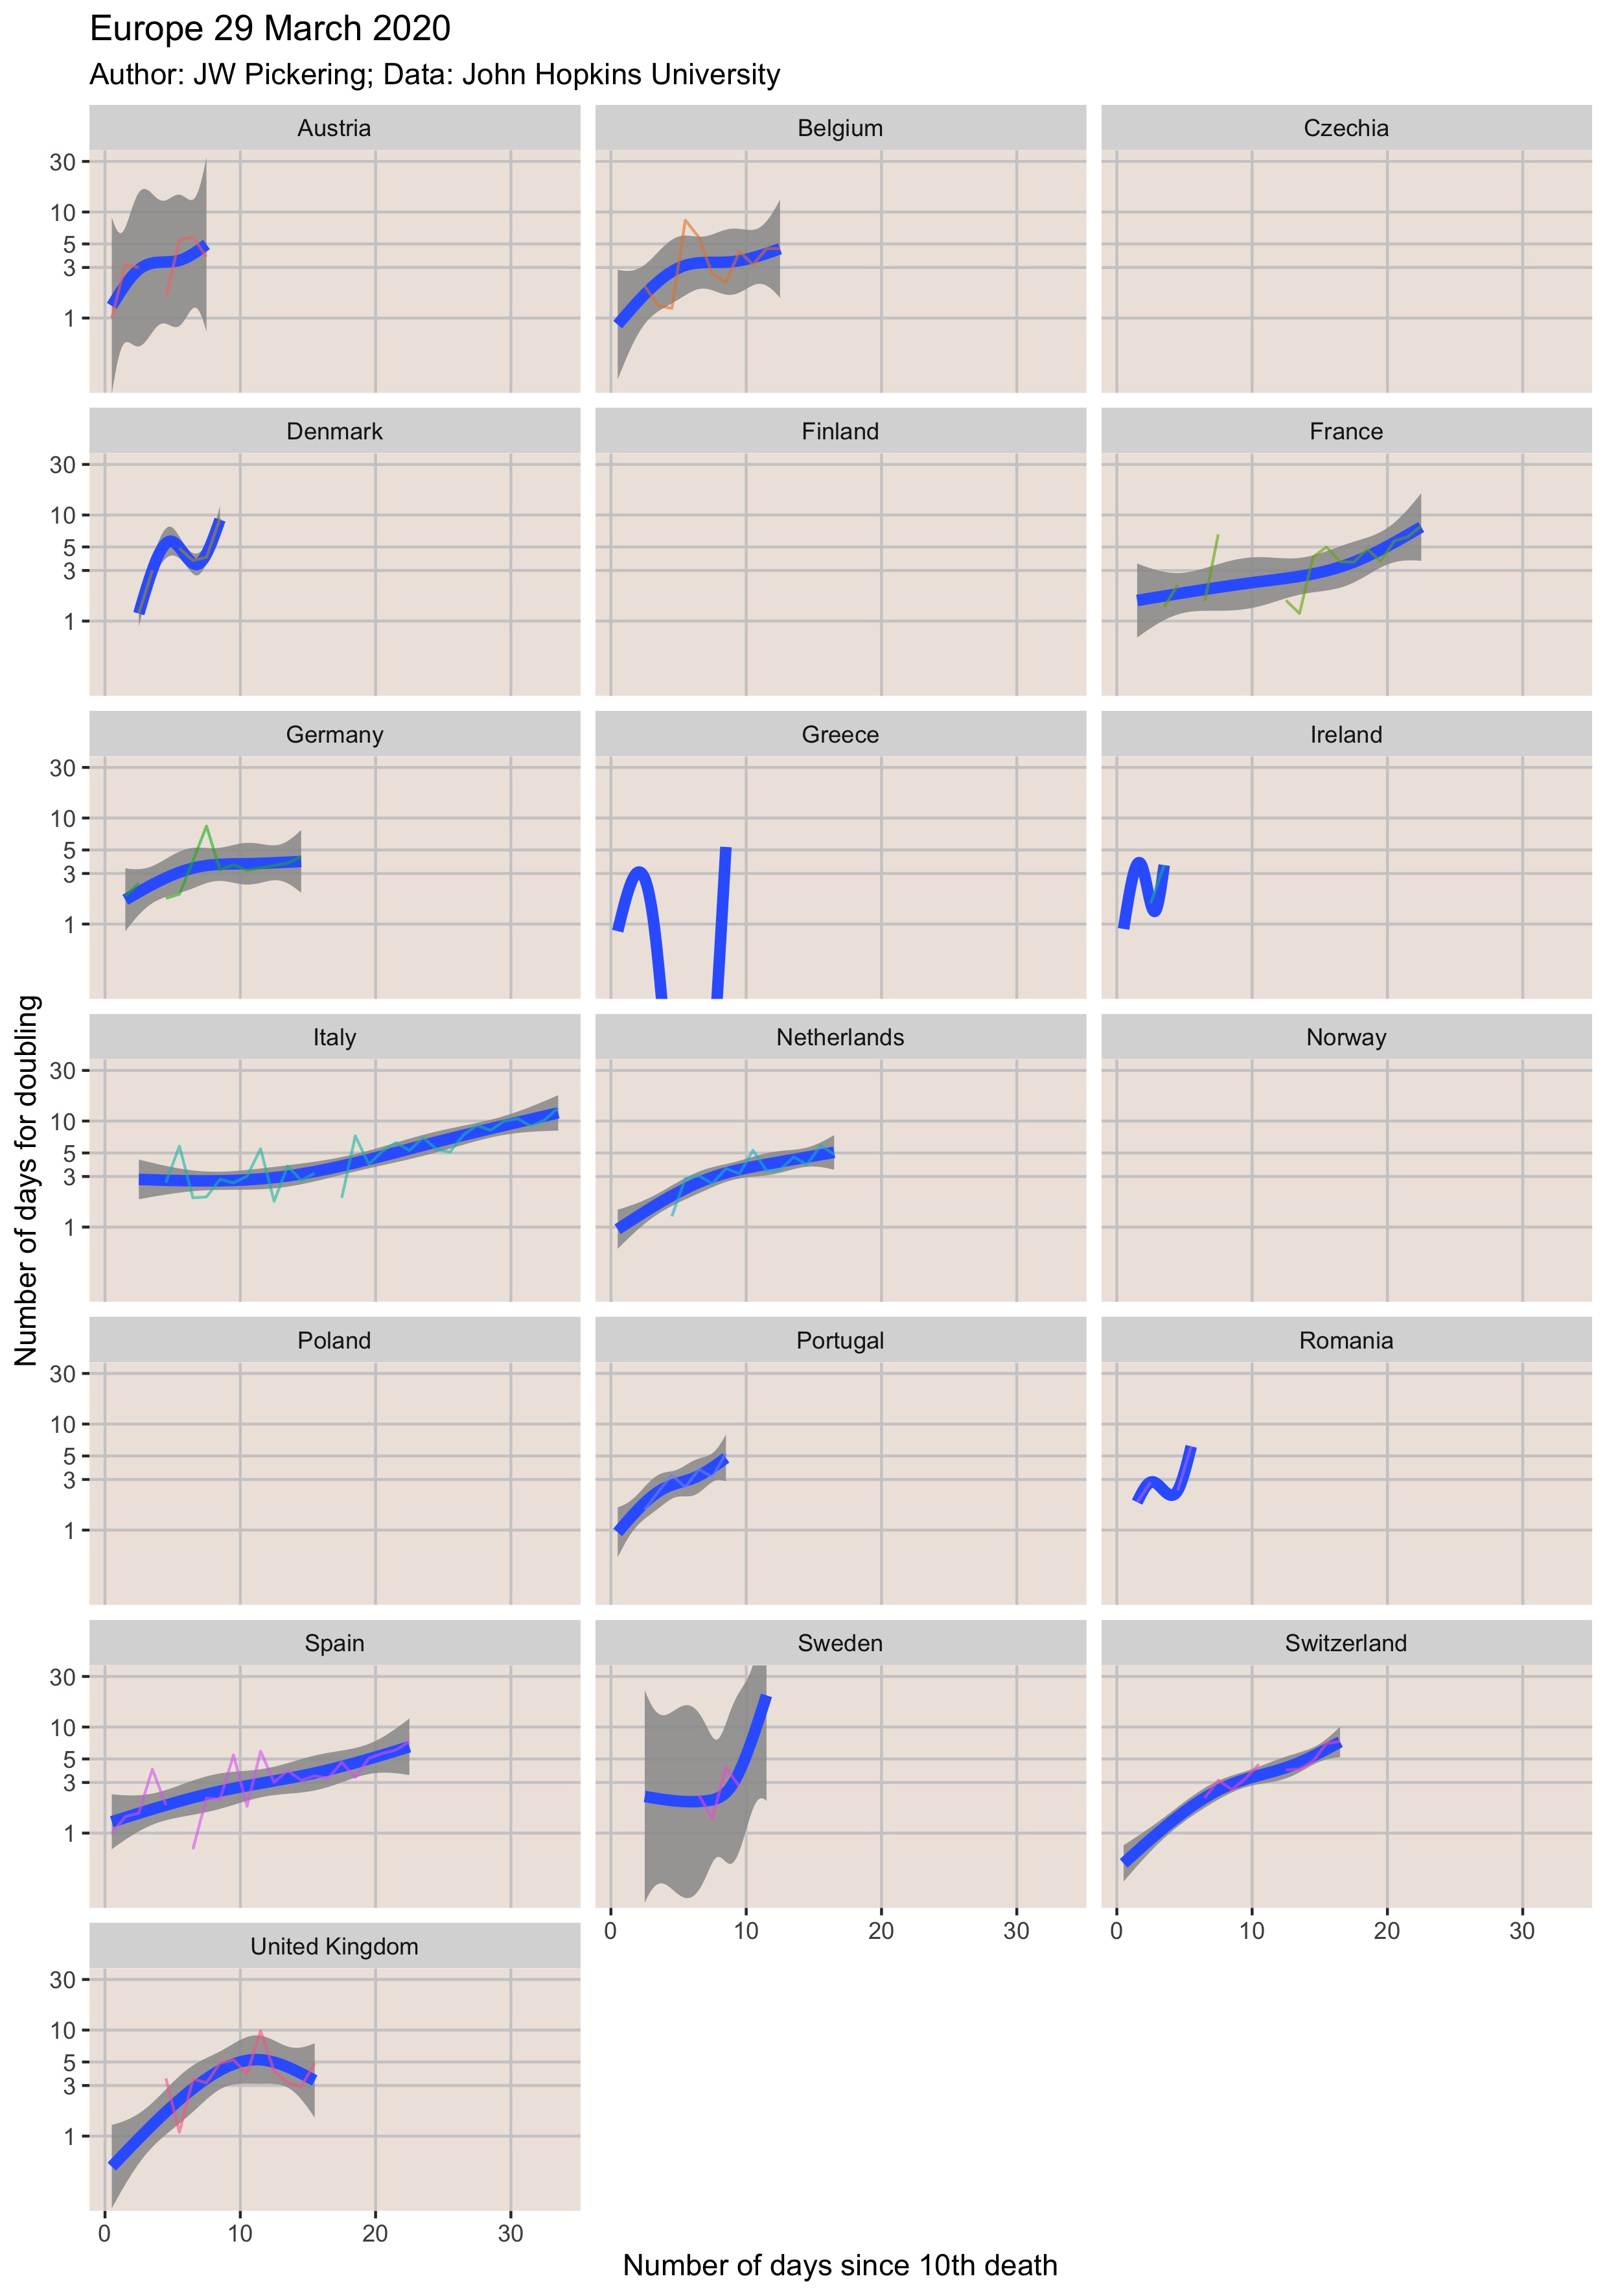 Europe 29 March 2020
Author: JW Pickering; Data: John Hopkins University
Austria
Belgium
Czechia
30
10
5
3
1
Denmark
Finland
France
30
10
5
3
1
Germany
Greece
Ireland
30
10
5
3
1
Number of days for doubling
Italy
Netherlands
Norway
30
10
5
3
1
Poland
Portugal
Romania
30
10
5
3
1
Spain
Sweden
Switzerland
30
10
5
3
1
0 10 20 30
0 10 20 30
United Kingdom
30
10
5
3
1
0 10 20 30
Number of days since 10th death